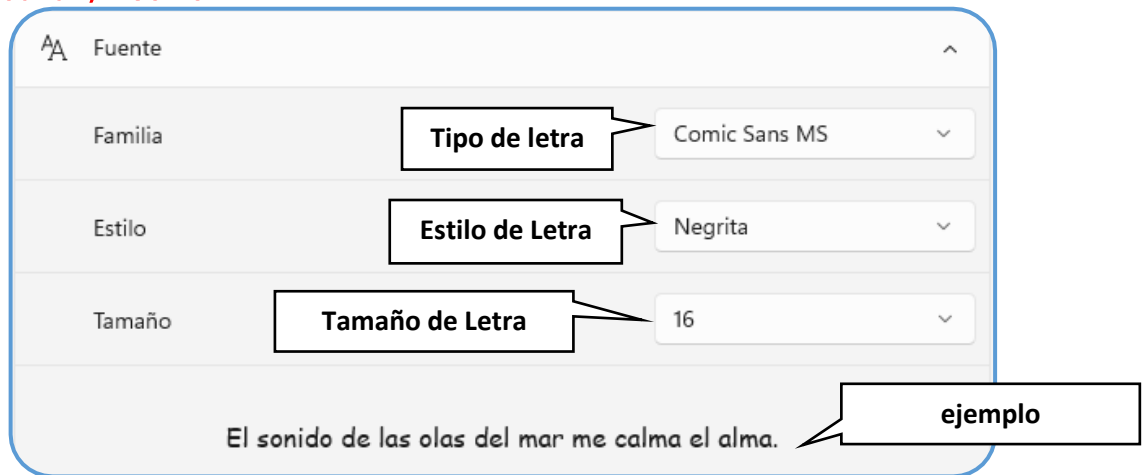 Fuente
Familia Tipo de letra Comic Sans MS
Estilo Estilo de Letra Negrita
Tamaño Tamaño de Letra 16
ejemplo
El sonido de las olas del mar me calma el alma.